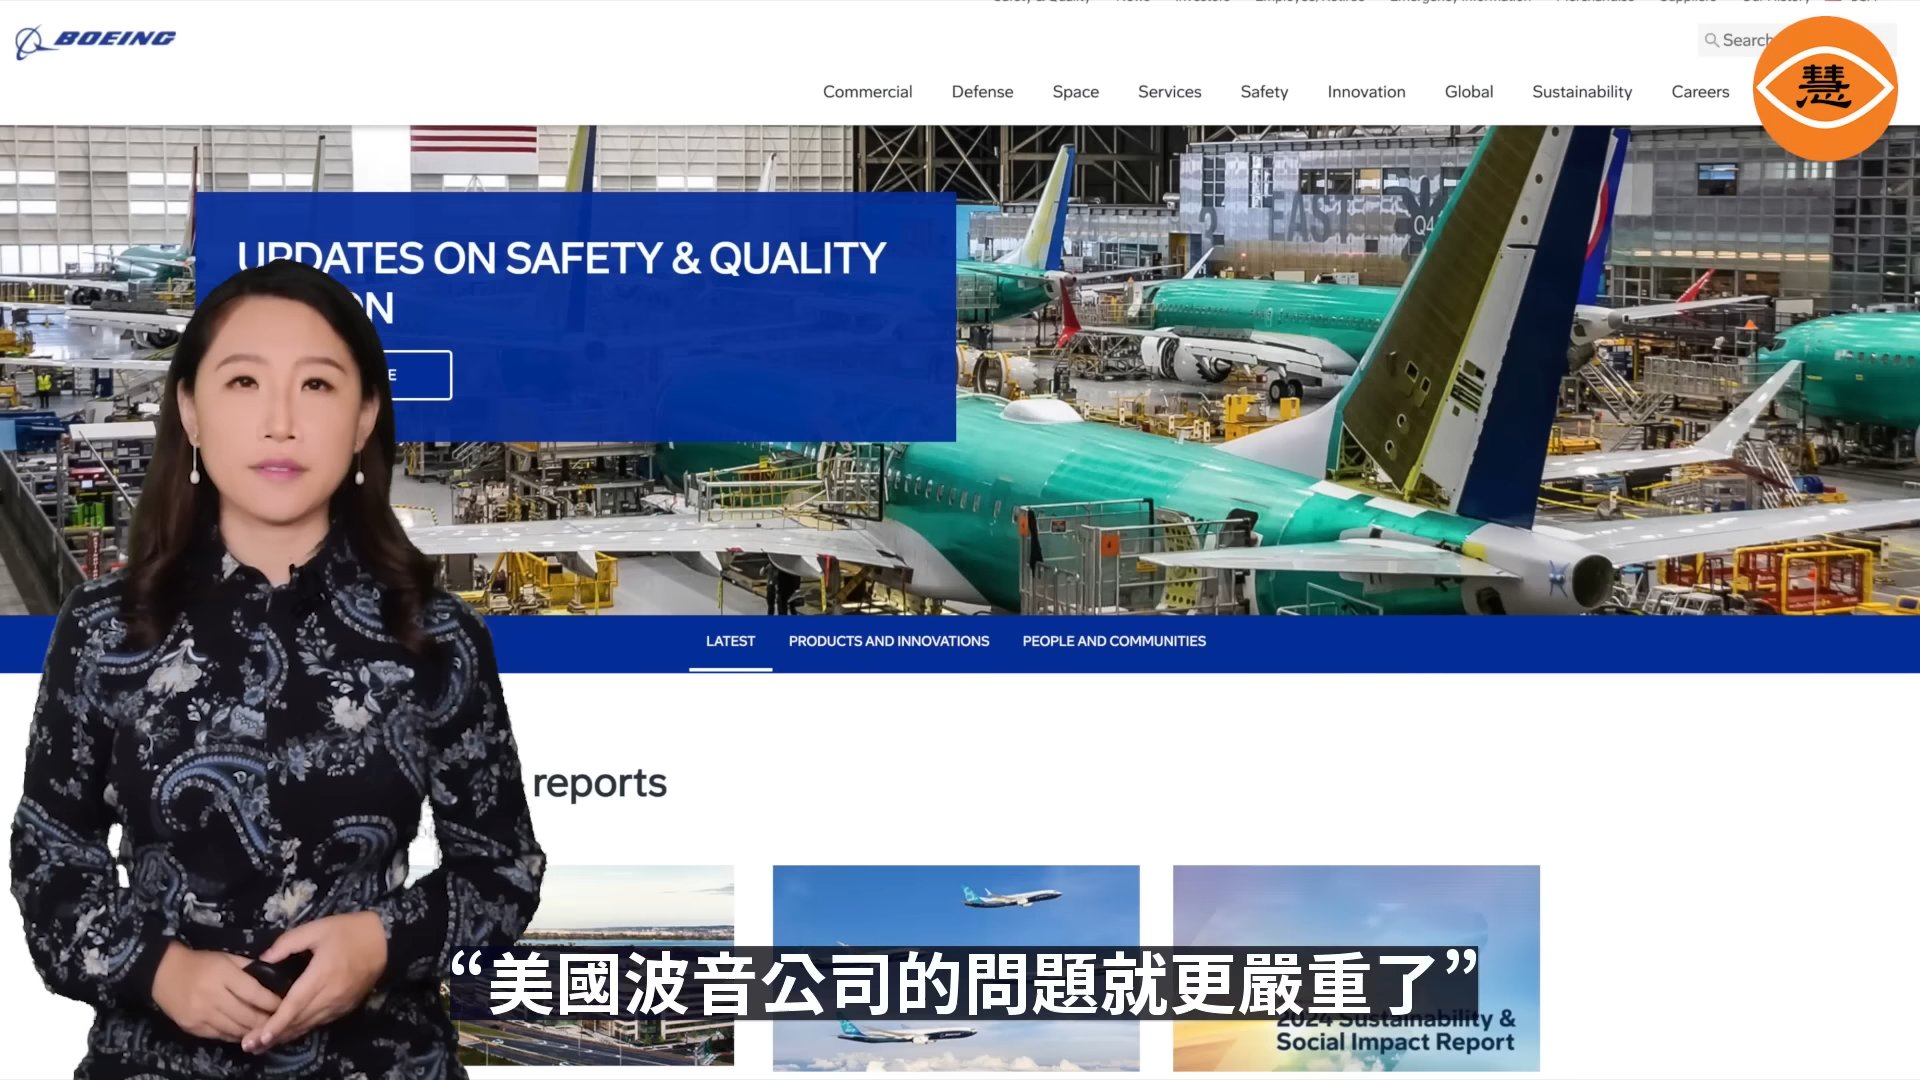 BOEING
Search
慧
Commercial Defense Space Services Safety Innovation Global Sustainability Careers
UPDATES ON SAFETY & QUALITY
LATEST PRODUCTS AND INNOVATIONS PEOPLE AND COMMUNITIES
reports
“美國波音公司的問題就更嚴重了”
2024 Sustainability &
Social Impact Report